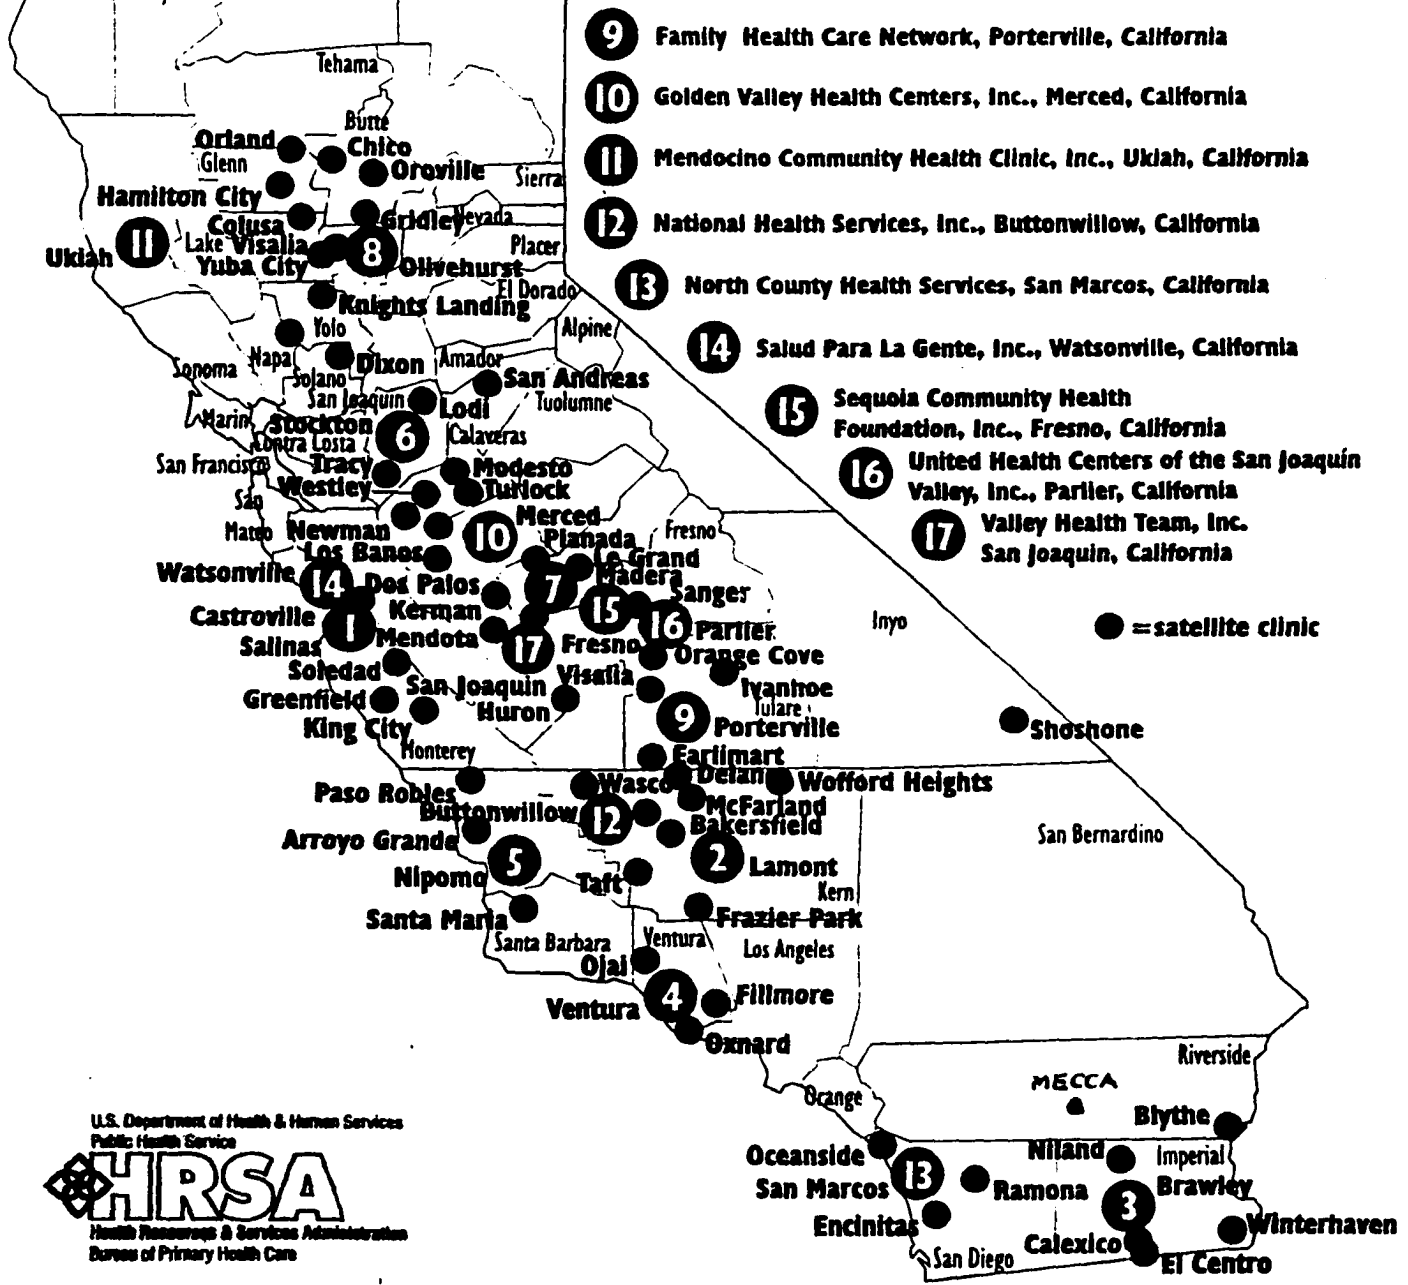 9 Family Health Care Network, Porterville, California
10 Golden Valley Health Centers, Inc., Merced, California
11 Mendocino Community Health Clinic, Inc., Ukiah, California
12 National Health Services, Inc., Buttonwillow, California
13 North County Health Services, San Marcos, California
14 Salud Para La Gente, Inc., Watsonville, California
15 Sequoia Community Health
Foundation, Inc., Fresno, California
16 United Health Centers of the San Joaquin
Valley, Inc., Parlier, California
17 Valley Health Team, Inc.
San Joaquin, California
=satellite clinic
Tehama
Butte
Orland
Chico
Glenn
Oroville
Sierra
Hamilton City
Colusa
Gridley
Nevada
Ukiah
11
Lake
Visalia
8
Placer
Yuba City
Olivehurst
El Dorado
Knights Landing
Yolo
Alpine
Napa
Dixon
Amador
Sonoma
Solano
San Andreas
San Joaquin
Lodi
Tuolumne
Marin
Stockton
6
Calaveras
Contra Costa
San Francisco
Tracy
Modesto
Westley
Turlock
San
Mateo
Newman
10
Merced
Fresno
Planada
Los Banos
Le Grand
Watsonville
14
Dos Palos
7
Madera
Sanger
Castroville
1
Kerman
15
16
Parlier
Inyo
Salinas
Mendota
17
Fresno
Orange Cove
Soledad
Visalia
Ivanhoe
Greenfield
San Joaquin
Tulare
King City
Huron
9
Porterville
Shoshone
Monterey
Earlimart
Paso Robles
Wasco
Delano
Wofford Heights
Buttonwillow
12
McFarland
Arroyo Grande
Bakersfield
San Bernardino
5
2
Lamont
Nipomo
Taft
Kern
Santa Maria
Frazier Park
Santa Barbara
Ventura
Los Angeles
Ojai
Ventura
4
Fillmore
Oxnard
Riverside
MECCA
Orange
Blythe
Oceanside
Niland
Imperial
San Marcos
13
Ramona
3
Brawley
Encinitas
Winterhaven
Calexico
San Diego
El Centro
U.S. Department of Health & Human Services
Public Health Service
HRSA
Health Resources & Services Administration
Bureau of Primary Health Care